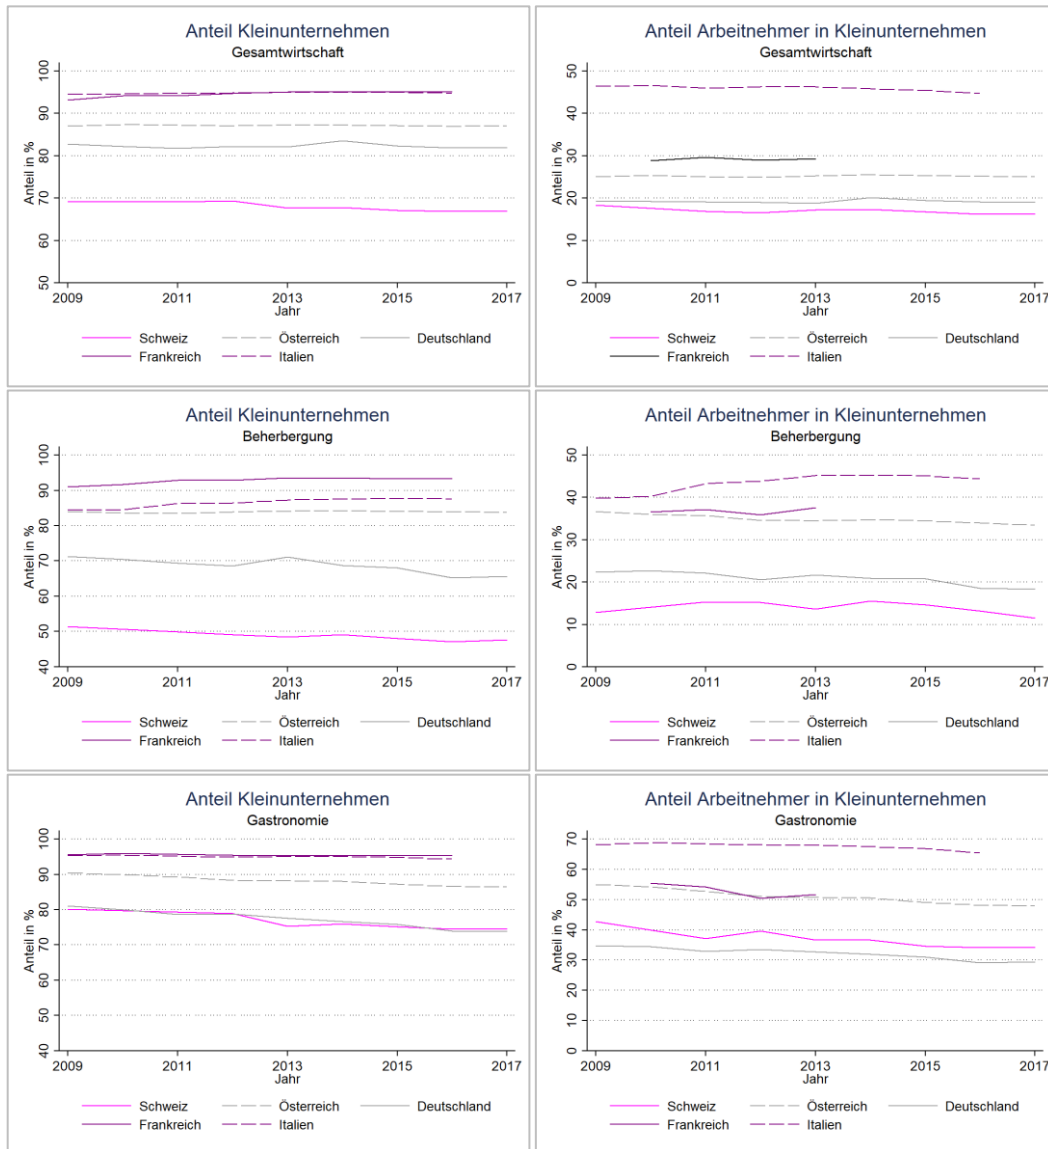 Anteil Kleinunternehmen
Gesamtwirtschaft
Anteil in %
100
90
80
70
60
50
2009 2011 2013 2015 2017
Jahr
Schweiz Österreich Deutschland
Frankreich Italien
Anteil Arbeitnehmer in Kleinunternehmen
Gesamtwirtschaft
Anteil in %
50
40
30
20
10
0
2009 2011 2013 2015 2017
Jahr
Schweiz Österreich Deutschland
Frankreich Italien
Anteil Kleinunternehmen
Beherbergung
Anteil in %
100
90
80
70
60
50
40
2009 2011 2013 2015 2017
Jahr
Schweiz Österreich Deutschland
Frankreich Italien
Anteil Arbeitnehmer in Kleinunternehmen
Beherbergung
Anteil in %
50
40
30
20
10
0
2009 2011 2013 2015 2017
Jahr
Schweiz Österreich Deutschland
Frankreich Italien
Anteil Kleinunternehmen
Gastronomie
Anteil in %
100
90
80
70
60
50
40
2009 2011 2013 2015 2017
Jahr
Schweiz Österreich Deutschland
Frankreich Italien
Anteil Arbeitnehmer in Kleinunternehmen
Gastronomie
Anteil in %
70
60
50
40
30
20
10
0
2009 2011 2013 2015 2017
Jahr
Schweiz Österreich Deutschland
Frankreich Italien